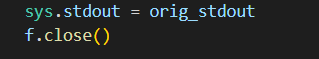 sys.stdout = orig_stdout
f.close()